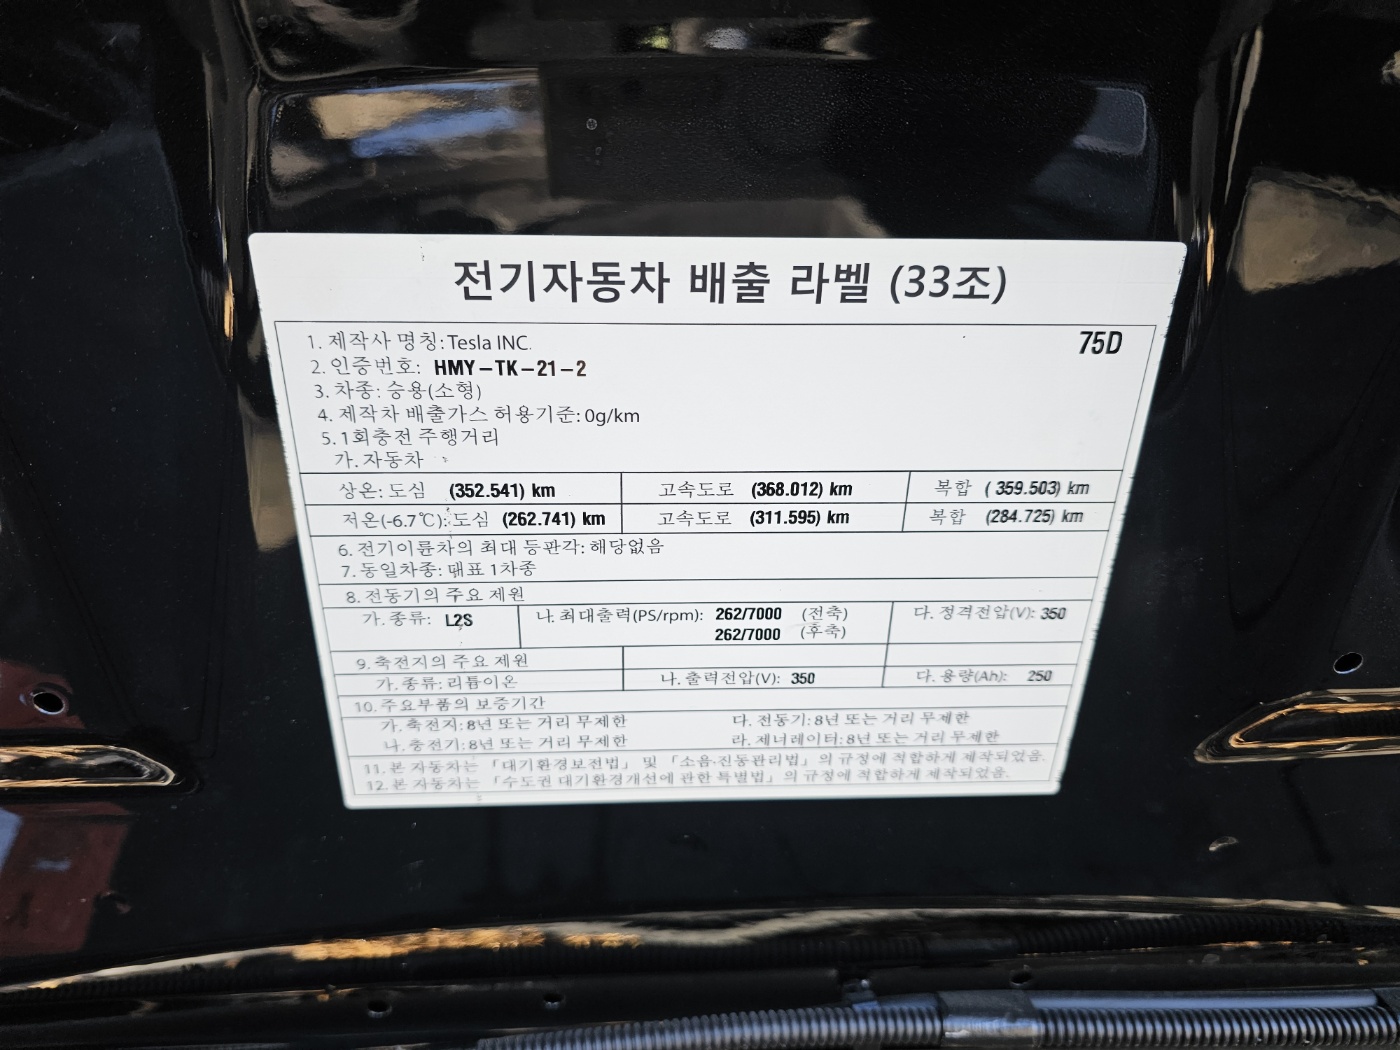 전기자동차 배출 라벨 (33조)
75D
1. 제작사 명칭: Tesla INC.
2. 인증번호: HMY-TK-21-2
3. 차종: 승용(소형)
4. 제작차 배출가스 허용기준: 0g/km
5. 1회충전 주행거리
가. 자동차
상온: 도심 (352.541) km 고속도로 (368.012) km 복합 (359.503) km
저온(-6.7℃): 도심 (262.741) km 고속도로 (311.595) km 복합 (284.725) km
6. 전기이륜차의 최대 등판각: 해당없음
7. 동일차종: 대표 1차종
8. 전동기의 주요 제원
가. 종류: L2S 나. 최대출력(PS/rpm): 262/7000 (전축) 다. 정격전압(V): 350
262/7000 (후축)
9. 축전지의 주요 제원
가. 종류: 리튬이온 나. 출력전압(V): 350 다. 용량(Ah): 250
10. 주요부품의 보증기간
가. 축전지: 8년 또는 거리 무제한 다. 전동기: 8년 또는 거리 무제한
나. 충전기: 8년 또는 거리 무제한 라. 제너레이터: 8년 또는 거리 무제한
11. 본 자동차는 「대기환경보전법」 및 「소음.진동관리법」의 규정에 적합하게 제작되었음.
12. 본 자동차는 「수도권 대기환경개선에 관한 특별법」의 규정에 적합하게 제작되었음.